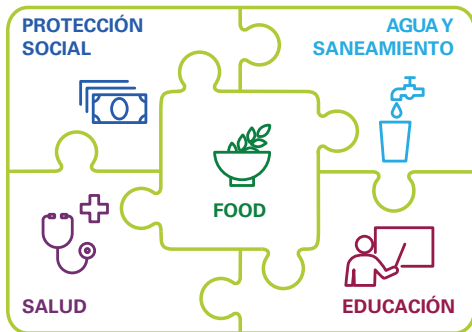 PROTECCIÓN
SOCIAL
AGUA Y
SANEAMIENTO
FOOD
SALUD
EDUCACIÓN